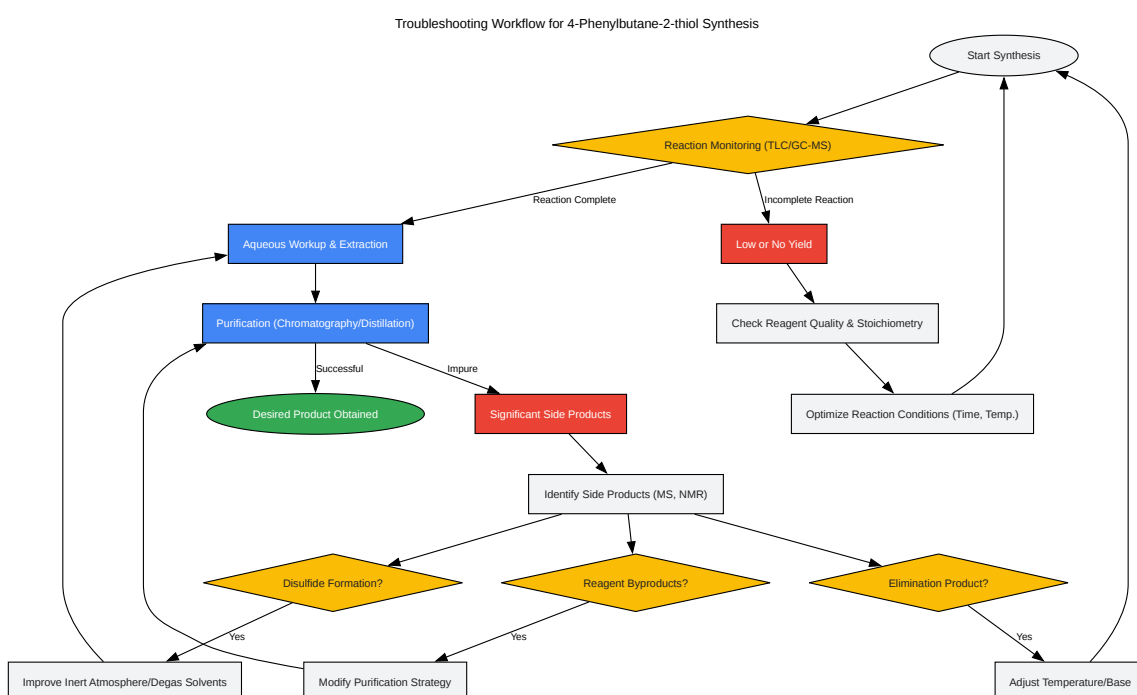 Troubleshooting Workflow for 4-Phenylbutane-2-thiol Synthesis
Start Synthesis
Reaction Monitoring (TLC/GC-MS)
Reaction Complete
Incomplete Reaction
Aqueous Workup & Extraction
Low or No Yield
Purification (Chromatography/Distillation)
Check Reagent Quality & Stoichiometry
Successful
Impure
Desired Product Obtained
Significant Side Products
Optimize Reaction Conditions (Time, Temp.)
Identify Side Products (MS, NMR)
Disulfide Formation?
Reagent Byproducts?
Elimination Product?
Yes
Yes
Yes
Improve Inert Atmosphere/Degas Solvents
Modify Purification Strategy
Adjust Temperature/Base